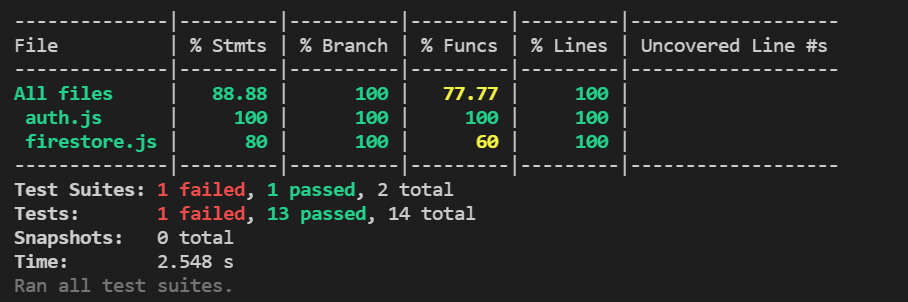 --------------|---------|----------|---------|---------|-------------------
File          | % Stmts | % Branch | % Funcs | % Lines | Uncovered Line #s
--------------|---------|----------|---------|---------|-------------------
All files     |   88.88 |      100 |   77.77 |     100 |
 auth.js      |     100 |      100 |     100 |     100 |
 firestore.js |      80 |      100 |      60 |     100 |
--------------|---------|----------|---------|---------|-------------------
Test Suites: 1 failed, 1 passed, 2 total
Tests:       1 failed, 13 passed, 14 total
Snapshots:   0 total
Time:        2.548 s
Ran all test suites.